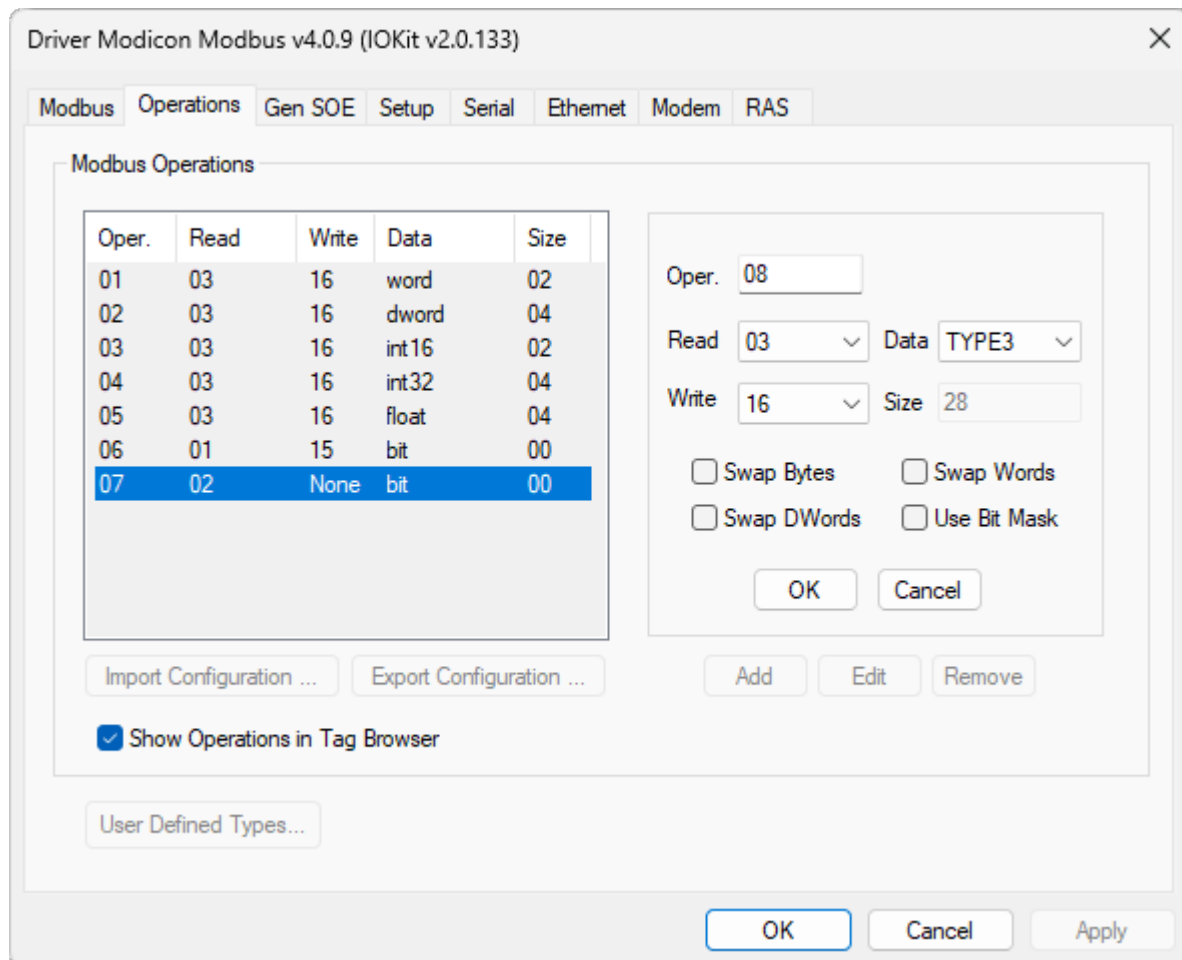 Driver Modicon Modbus v4.0.9 (IOKit v2.0.133)
Modbus Operations Gen SOE Setup Serial Ethernet Modem RAS
Modbus Operations
Oper. Read Write Data Size
01 03 16 word 02
02 03 16 dword 04
03 03 16 int16 02
04 03 16 int32 04
05 03 16 float 04
06 01 15 bit 00
07 02 None bit 00
Oper. 08
Read 03 Data TYPE3
Write 16 Size 28
Swap Bytes Swap Words
Swap DWords Use Bit Mask
OK Cancel
Import Configuration ... Export Configuration ... Add Edit Remove
Show Operations in Tag Browser
User Defined Types...
OK Cancel Apply